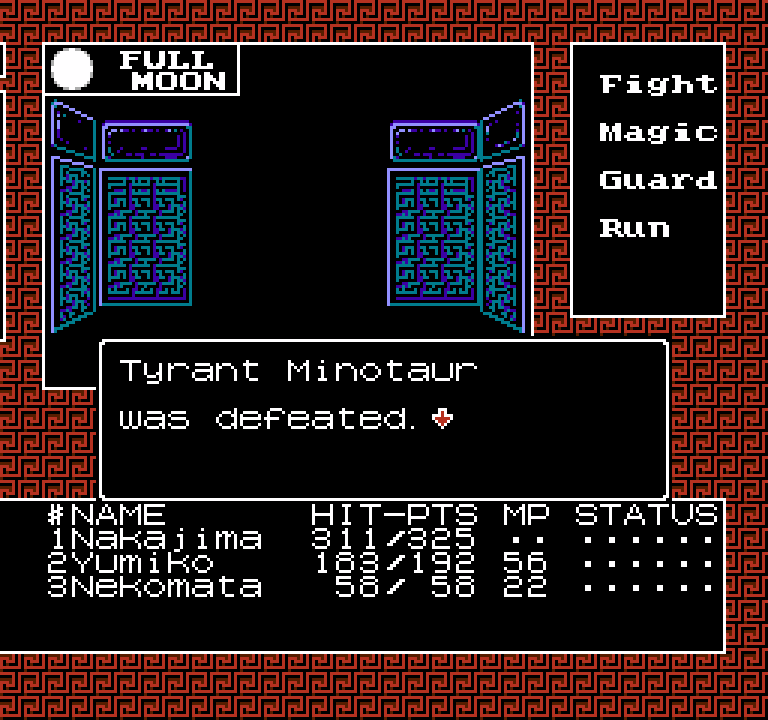 FULL
MOON
Fight
Magic
Guard
Run
Tyrant Minotaur
was defeated.
#NAME HIT-PTS MP STATUS
1Nakajima 311/325 .. ......
2Yumiko 183/192 56 ......
3Nekomata 58/ 58 22 ......